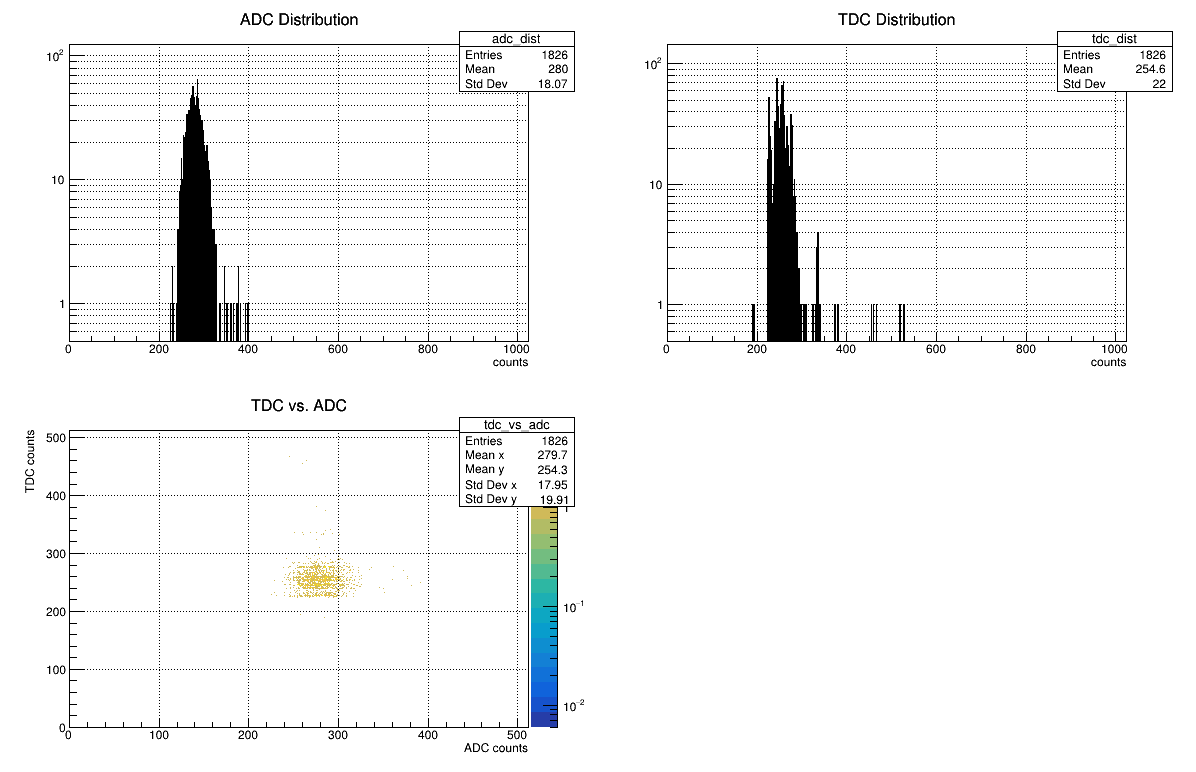 ADC Distribution
adc_dist
Entries 1826
Mean 280
Std Dev 18.07
10²
10
1
0 200 400 600 800 1000
counts
TDC Distribution
tdc_dist
Entries 1826
Mean 254.6
Std Dev 22
10²
10
1
0 200 400 600 800 1000
counts
TDC vs. ADC
tdc_vs_adc
Entries 1826
Mean x 279.7
Mean y 254.3
Std Dev x 17.95
Std Dev y 19.91
TDC counts
500
400
300
200
100
0
0 100 200 300 400 500
ADC counts
10⁻¹
10⁻²